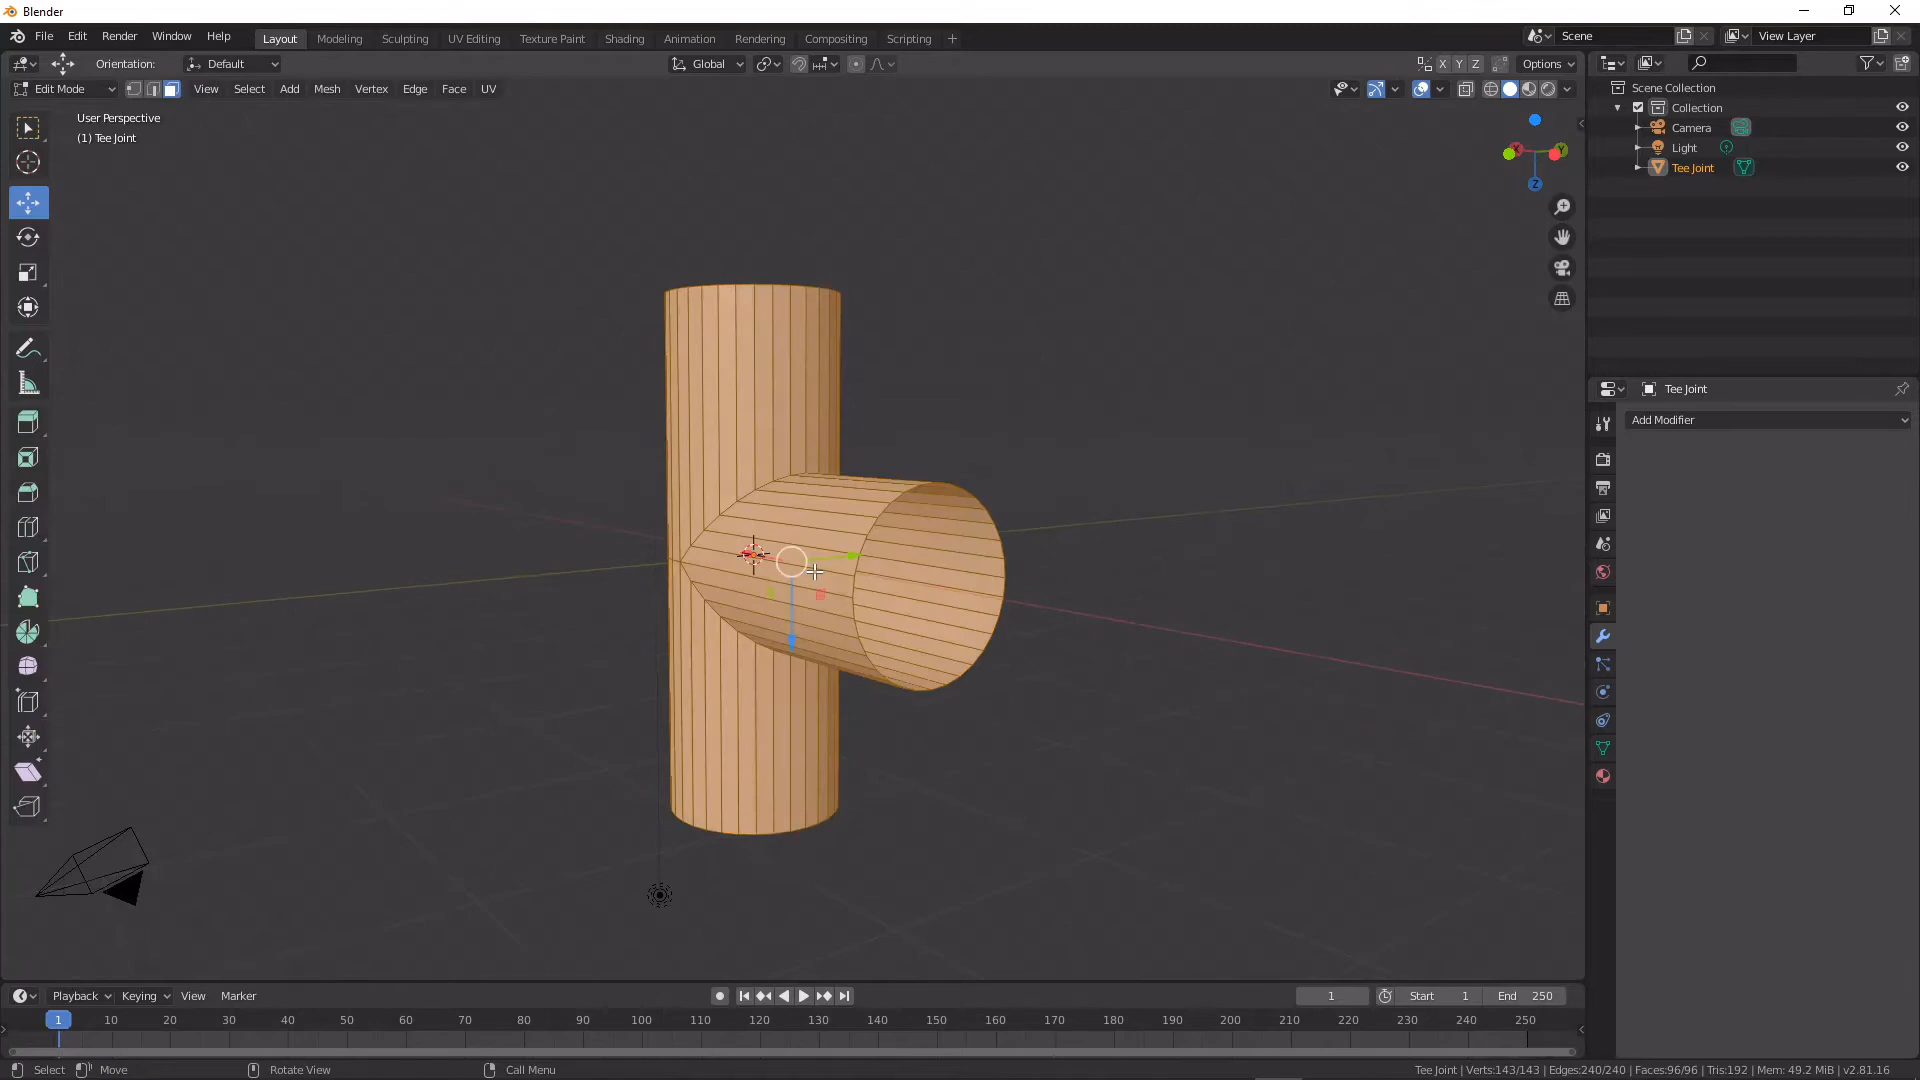 Blender
File Edit Render Window Help
Layout Modeling Sculpting UV Editing Texture Paint Shading Animation Rendering Compositing Scripting
Scene
View Layer
Orientation: Default
Global
X Y Z
Options
Edit Mode
View Select Add Mesh Vertex Edge Face UV
User Perspective
(1) Tee Joint
X Y Z
Scene Collection
Collection
Camera
Light
Tee Joint
Tee Joint
Add Modifier
Playback Keying View Marker
1
Start 1
End 250
1 10 20 30 40 50 60 70 80 90 100 110 120 130 140 150 160 170 180 190 200 210 220 230 240 250
Select Move Rotate View Call Menu
Tee Joint | Verts:143/143 | Edges:240/240 | Faces:96/96 | Tris:192 | Mem: 49.2 MiB | v2.81.16